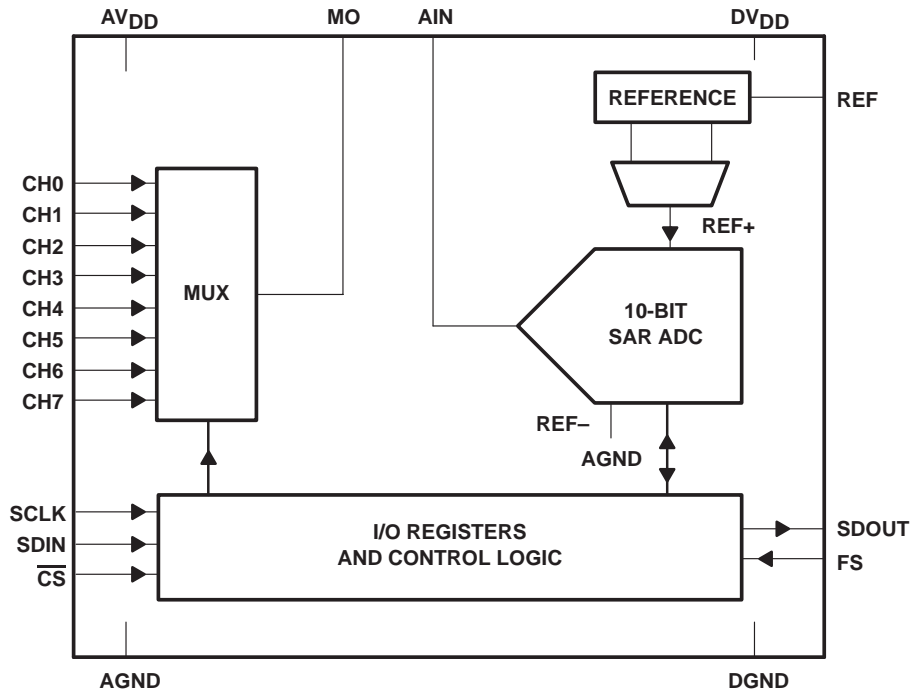 AVDD
MO
AIN
DVDD
REFERENCE
REF
CH0
CH1
CH2
CH3
CH4
CH5
CH6
CH7
MUX
REF+
10-BIT
SAR ADC
REF–
AGND
SCLK
SDIN
CS
I/O REGISTERS
AND CONTROL LOGIC
SDOUT
FS
AGND
DGND